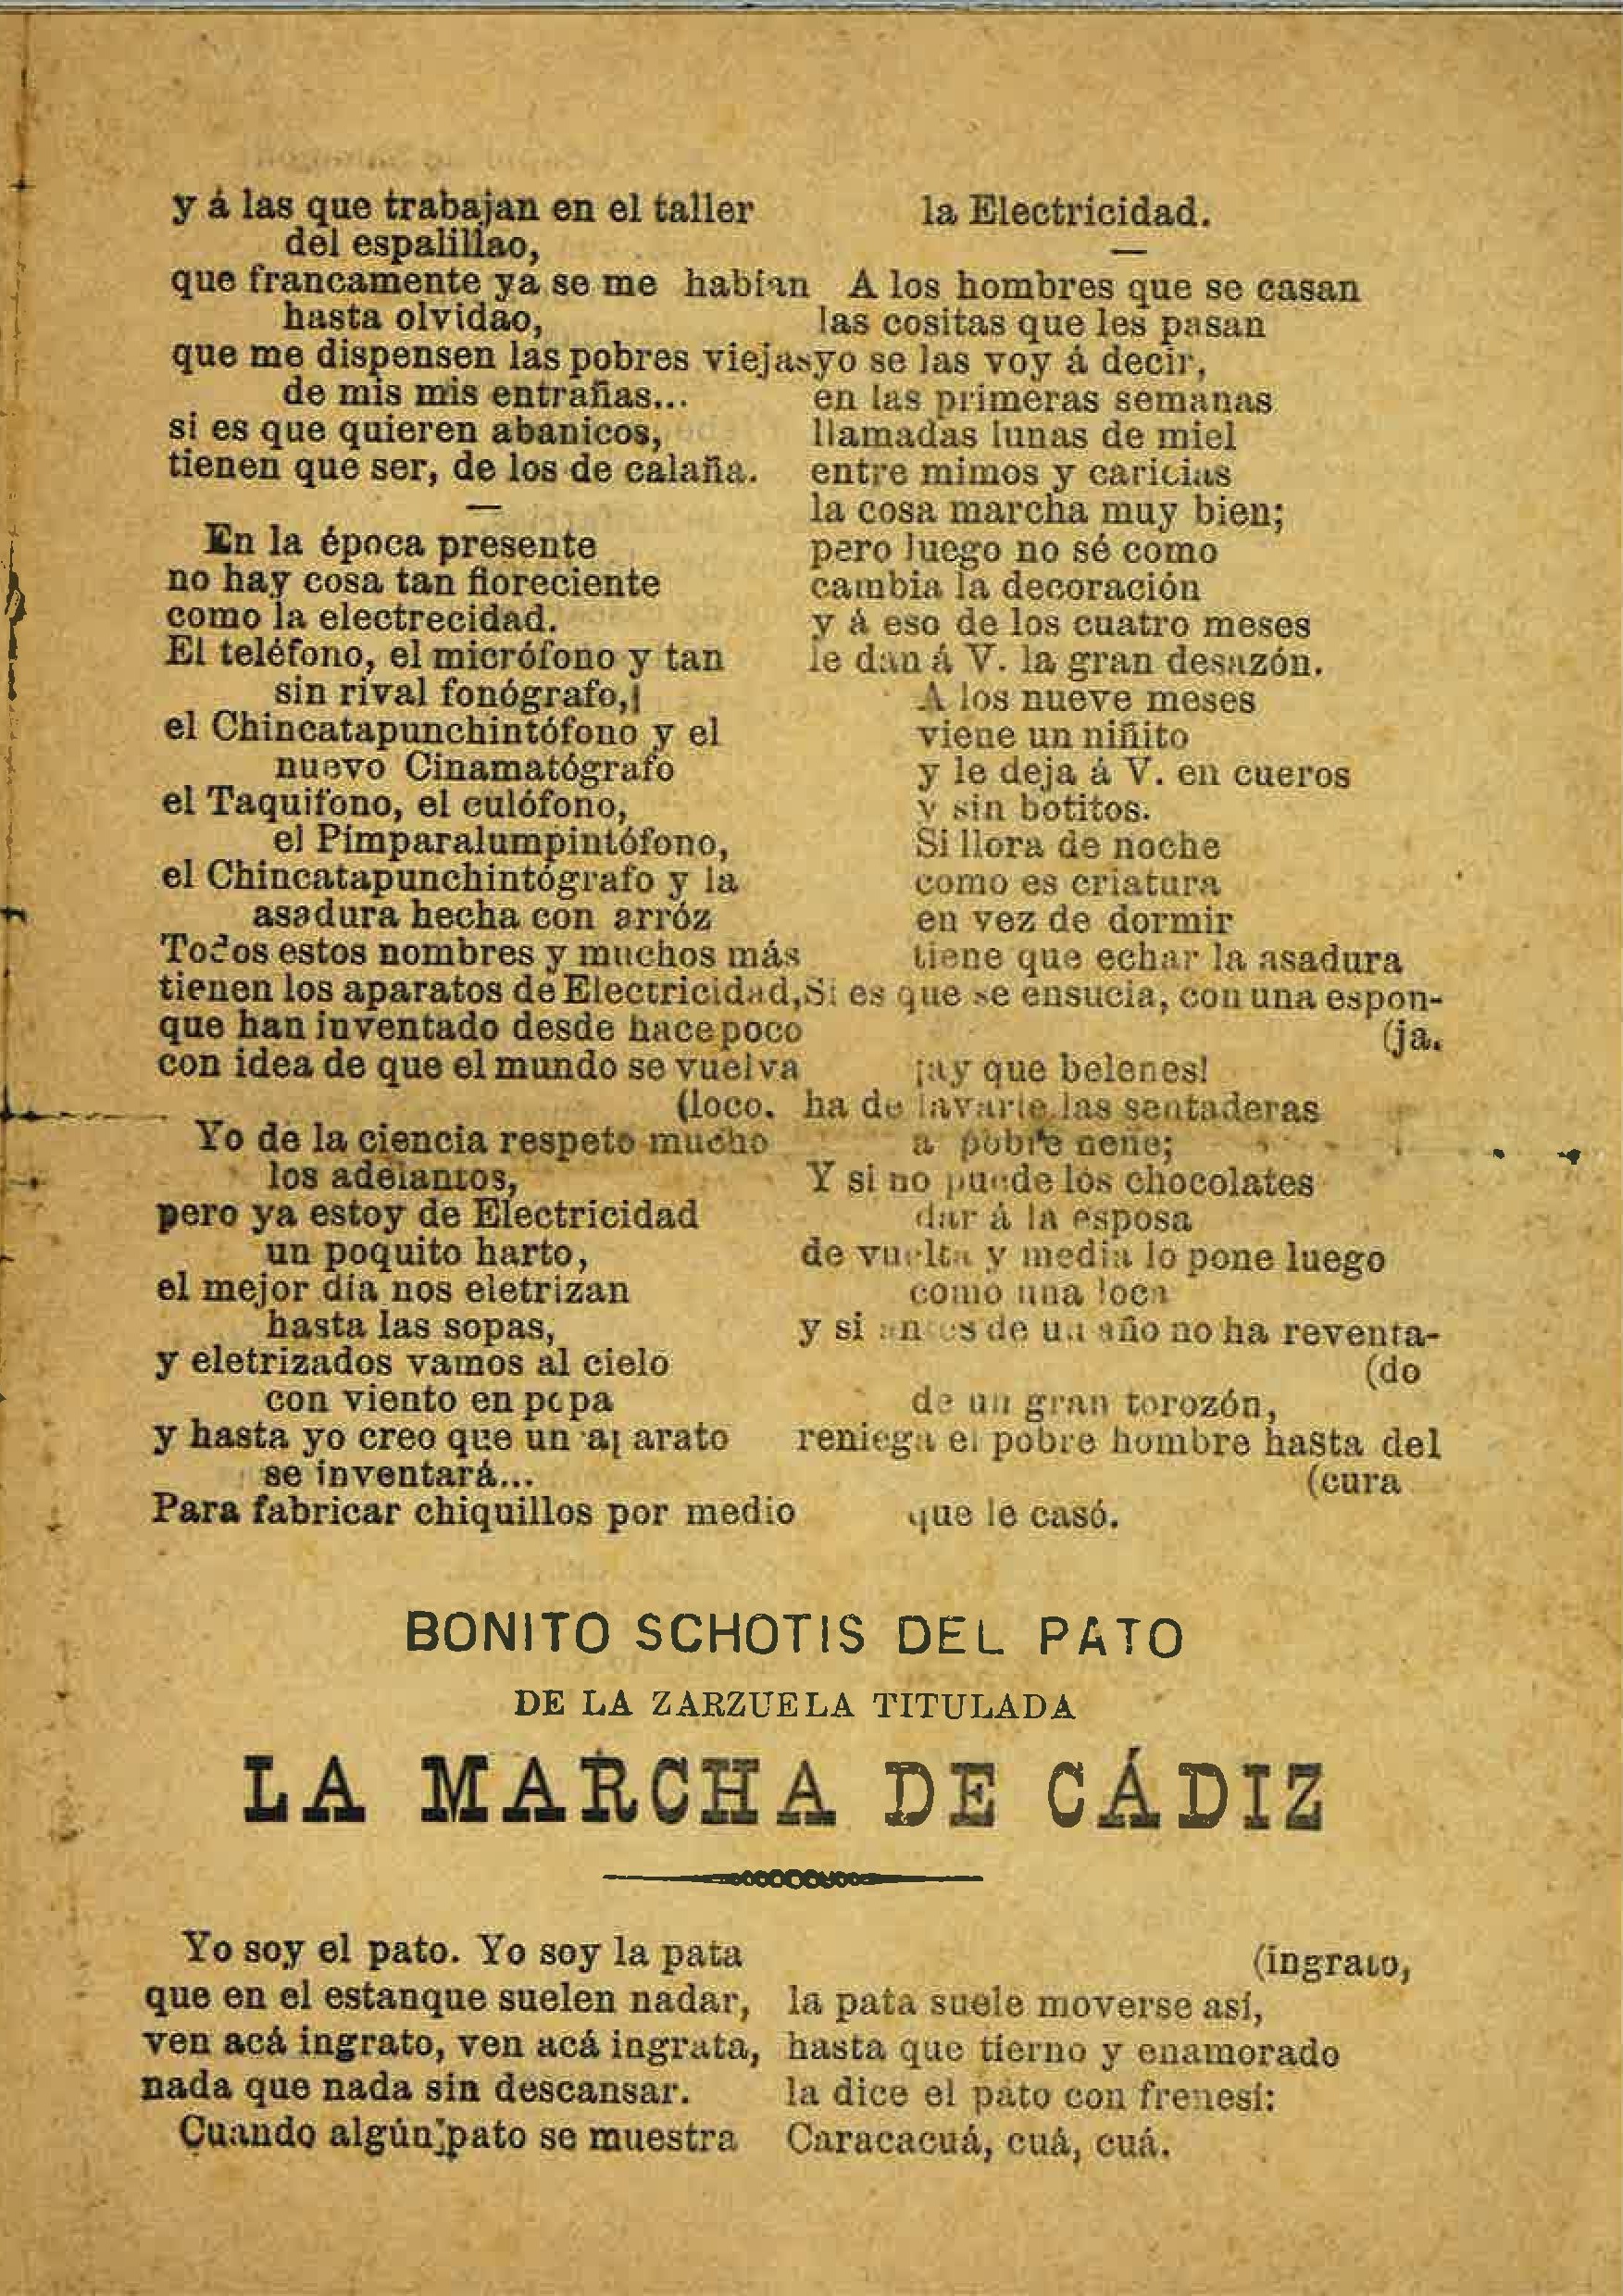 y á las que trabajan en el taller
del espalillao,
que francamente ya se me habían
hasta olvidao,
que me dispensen las pobres viejas
de mis mis entrañas...
si es que quieren abanicos,
tienen que ser, de los de calaña.
—
En la época presente
no hay cosa tan floreciente
como la electrecidad.
El teléfono, el micrófono y tan
sin rival fonógrafo,
el Chincatapunchintófono y el
nuevo Cinamatógrafo
el Taquifono, el culófono,
el Pimparalumpintófono,
el Chincatapunchintógrafo y la
asadura hecha con arróz
Todos estos nombres y muchos más
tienen los aparatos de Electricidad,
que han inventado desde hace poco
con idea de que el mundo se vuelva
(loco.
Yo de la ciencia respeto mucho
los adelantos,
pero ya estoy de Electricidad
un poquito harto,
el mejor día nos eletrizan
hasta las sopas,
y eletrizados vamos al cielo
con viento en popa
y hasta yo creo que un aparato
se inventará...
Para fabricar chiquillos por medio
la Electricidad.
—
A los hombres que se casan
las cositas que les pasan
yo se las voy á decir,
en las primeras semanas
llamadas lunas de miel
entre mimos y caricias
la cosa marcha muy bien;
pero luego no sé como
cambia la decoración
y á eso de los cuatro meses
le dan á V. la gran desazón.
A los nueve meses
viene un niñito
y le deja á V. en cueros
y sin botitos.
Si llora de noche
como es criatura
en vez de dormir
tiene que echar la asadura
Si es que se ensucia, con una espon-
(ja.
¡ay que belenes!
ha de lavarle las sentaderas
a pobre nene;
Y si no puede los chocolates
dar á la esposa
de vuelta y media lo pone luego
como una loca
y si antes de un año no ha reventa-
(do
de un gran torozón,
reniega el pobre hombre hasta del
(cura
que le casó.
BONITO SCHOTIS DEL PATO
DE LA ZARZUELA TITULADA
LA MARCHA DE CÁDIZ
Yo soy el pato. Yo soy la pata
que en el estanque suelen nadar,
ven acá ingrato, ven acá ingrata,
nada que nada sin descansar.
Cuando algún pato se muestra
(ingrato,
la pata suele moverse así,
hasta que tierno y enamorado
la dice el pato con frenesí:
Caracacuá, cuá, cuá.